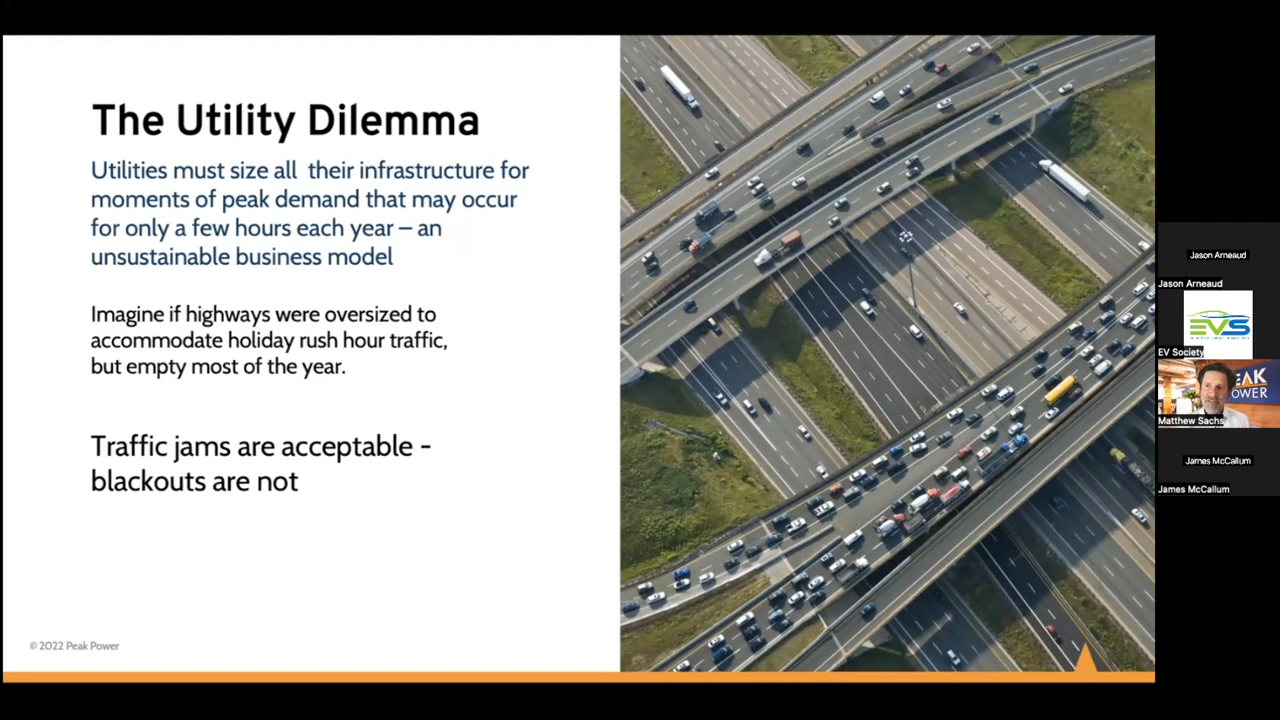 The Utility Dilemma
Utilities must size all their infrastructure for
moments of peak demand that may occur
for only a few hours each year – an
unsustainable business model
Imagine if highways were oversized to
accommodate holiday rush hour traffic,
but empty most of the year.
Traffic jams are acceptable -
blackouts are not
© 2022 Peak Power
Jason Arneaud
Jason Arneaud
EVS
EV Society
EAK
OWER
Matthew Sachs
James McCallum
James McCallum